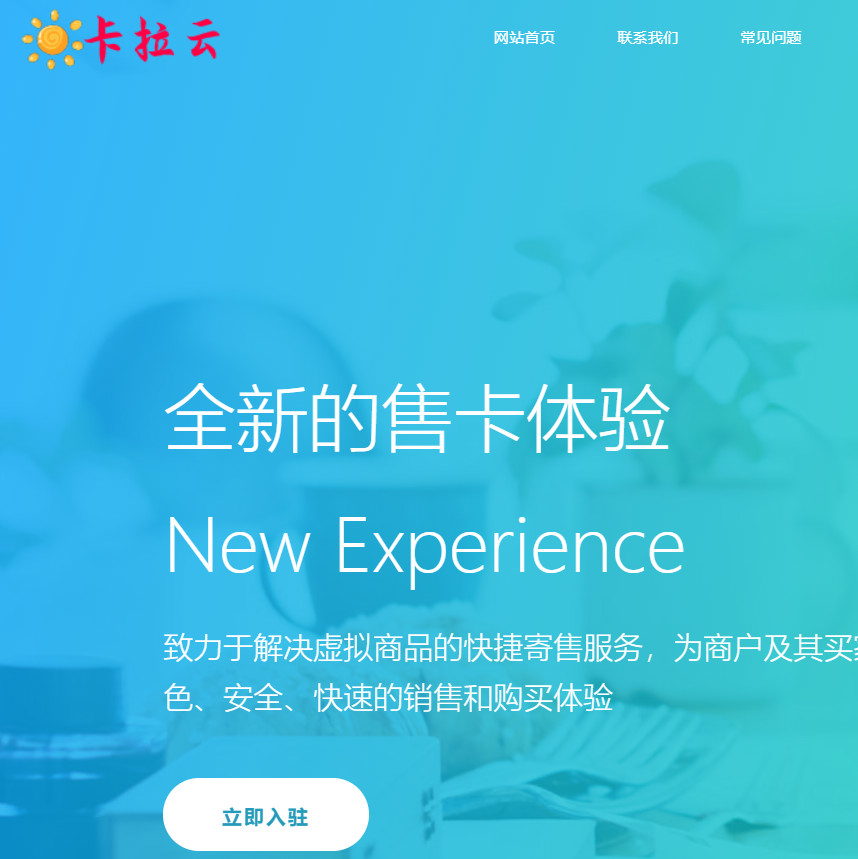 卡拉云
网站首页 联系我们 常见问题
全新的售卡体验
New Experience
致力于解决虚拟商品的快捷寄售服务，为商户及其买
色、安全、快速的销售和购买体验
立即入驻